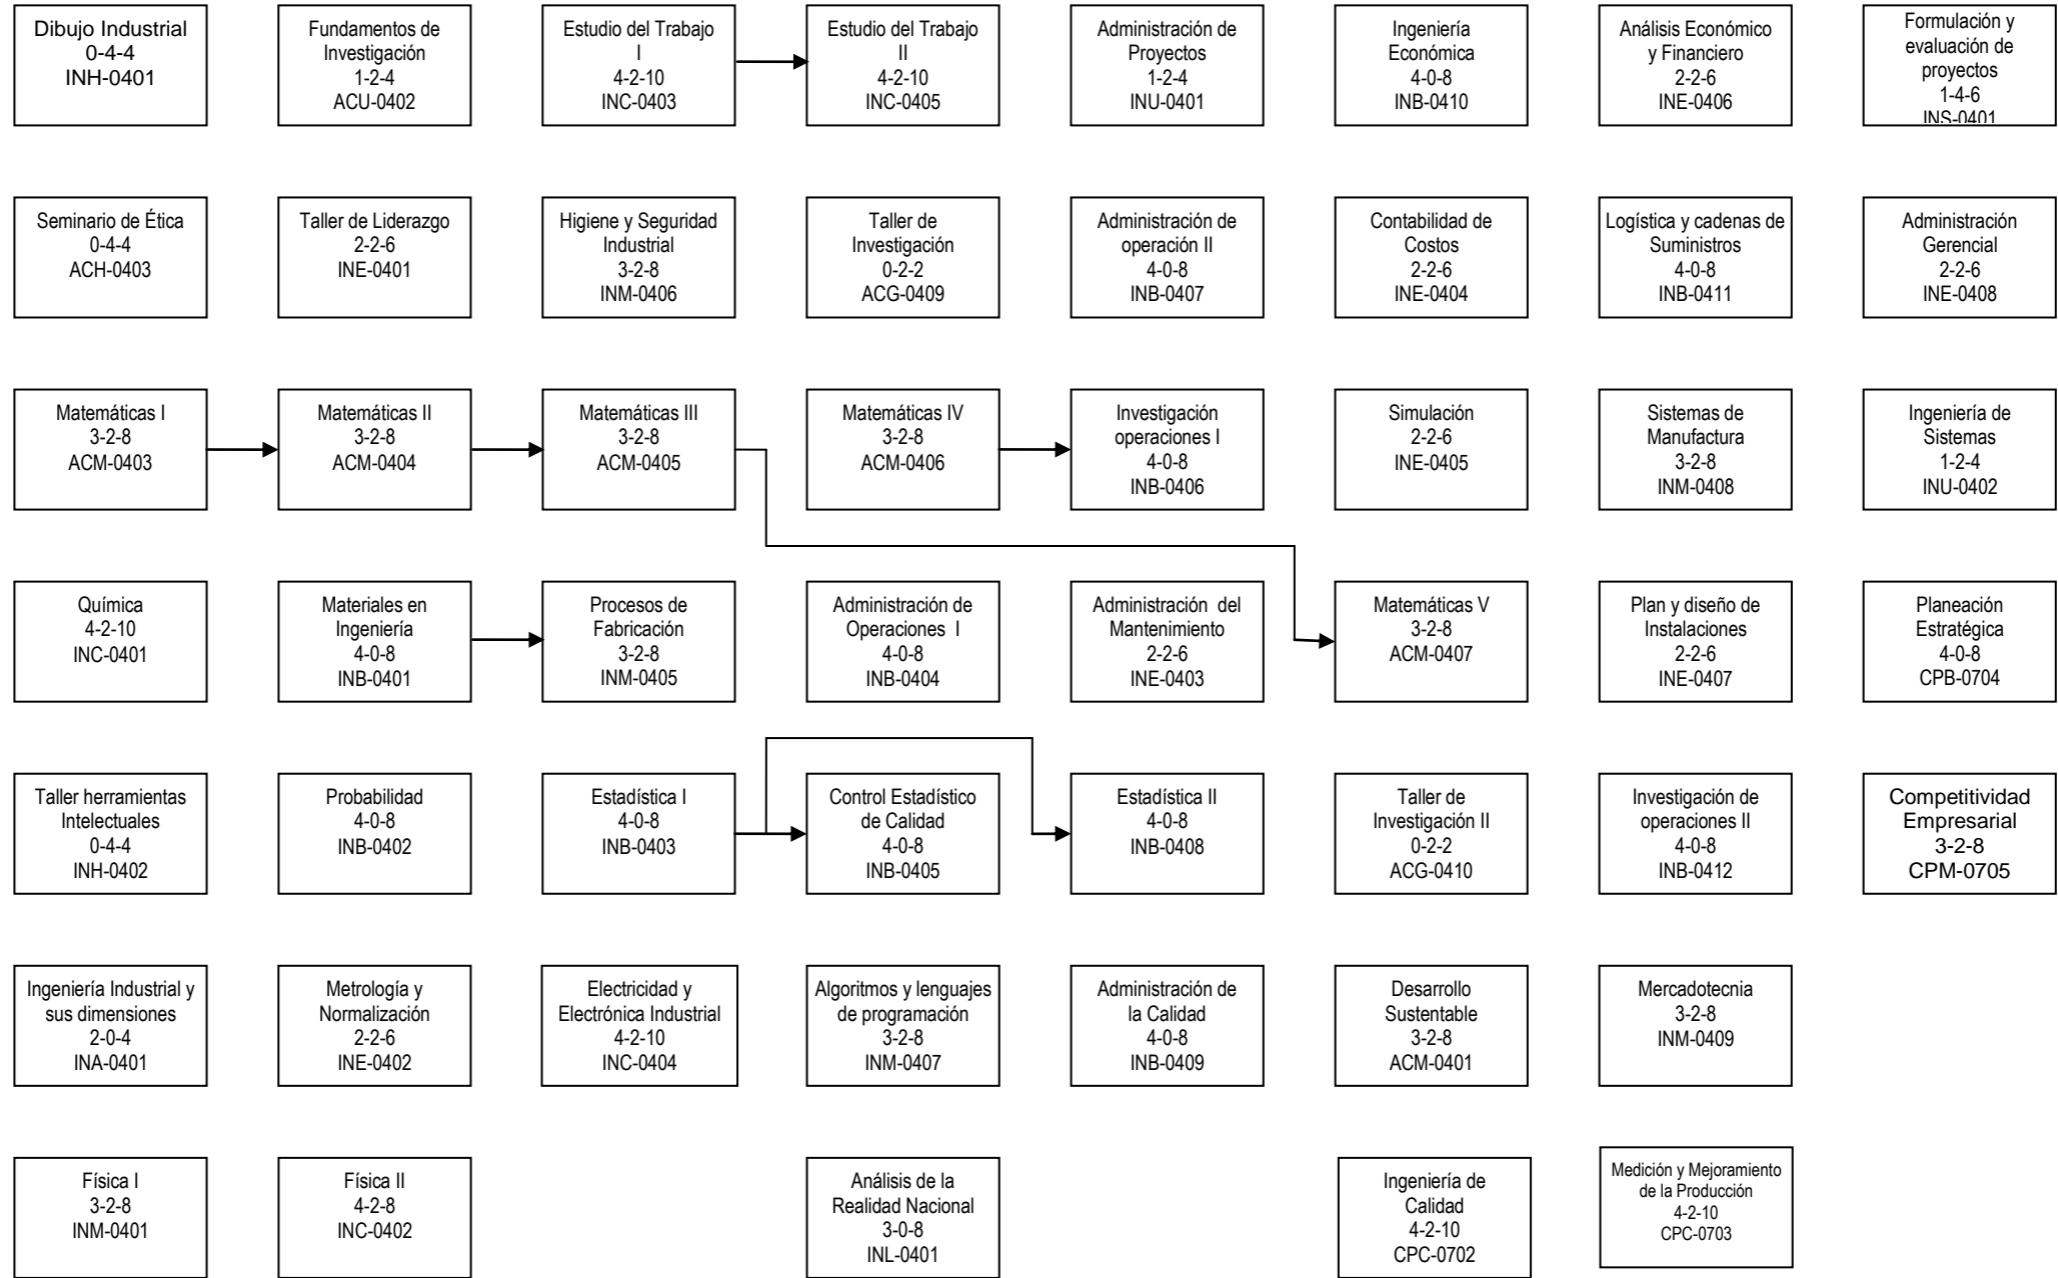 Dibujo Industrial
0-4-4
INH-0401
Fundamentos de
Investigación
1-2-4
ACU-0402
Estudio del Trabajo
I
4-2-10
INC-0403
Estudio del Trabajo
II
4-2-10
INC-0405
Administración de
Proyectos
1-2-4
INU-0401
Ingeniería
Económica
4-0-8
INB-0410
Análisis Económico
y Financiero
2-2-6
INE-0406
Formulación y
evaluación de
proyectos
1-4-6
INS-0401
Seminario de Ética
0-4-4
ACH-0403
Taller de Liderazgo
2-2-6
INE-0401
Higiene y Seguridad
Industrial
3-2-8
INM-0406
Taller de
Investigación
0-2-2
ACG-0409
Administración de
operación II
4-0-8
INB-0407
Contabilidad de
Costos
2-2-6
INE-0404
Logística y cadenas de
Suministros
4-0-8
INB-0411
Administración
Gerencial
2-2-6
INE-0408
Matemáticas I
3-2-8
ACM-0403
Matemáticas II
3-2-8
ACM-0404
Matemáticas III
3-2-8
ACM-0405
Matemáticas IV
3-2-8
ACM-0406
Investigación
operaciones I
4-0-8
INB-0406
Simulación
2-2-6
INE-0405
Sistemas de
Manufactura
3-2-8
INM-0408
Ingeniería de
Sistemas
1-2-4
INU-0402
Química
4-2-10
INC-0401
Materiales en
Ingeniería
4-0-8
INB-0401
Procesos de
Fabricación
3-2-8
INM-0405
Administración de
Operaciones I
4-0-8
INB-0404
Administración del
Mantenimiento
2-2-6
INE-0403
Matemáticas V
3-2-8
ACM-0407
Plan y diseño de
Instalaciones
2-2-6
INE-0407
Planeación
Estratégica
4-0-8
CPB-0704
Taller herramientas
Intelectuales
0-4-4
INH-0402
Probabilidad
4-0-8
INB-0402
Estadística I
4-0-8
INB-0403
Control Estadístico
de Calidad
4-0-8
INB-0405
Estadística II
4-0-8
INB-0408
Taller de
Investigación II
0-2-2
ACG-0410
Investigación de
operaciones II
4-0-8
INB-0412
Competitividad
Empresarial
3-2-8
CPM-0705
Ingeniería Industrial y
sus dimensiones
2-0-4
INA-0401
Metrología y
Normalización
2-2-6
INE-0402
Electricidad y
Electrónica Industrial
4-2-10
INC-0404
Algoritmos y lenguajes
de programación
3-2-8
INM-0407
Administración de
la Calidad
4-0-8
INB-0409
Desarrollo
Sustentable
3-2-8
ACM-0401
Mercadotecnia
3-2-8
INM-0409
Física I
3-2-8
INM-0401
Física II
4-2-8
INC-0402
Análisis de la
Realidad Nacional
3-0-8
INL-0401
Ingeniería de
Calidad
4-2-10
CPC-0702
Medición y Mejoramiento
de la Producción
4-2-10
CPC-0703